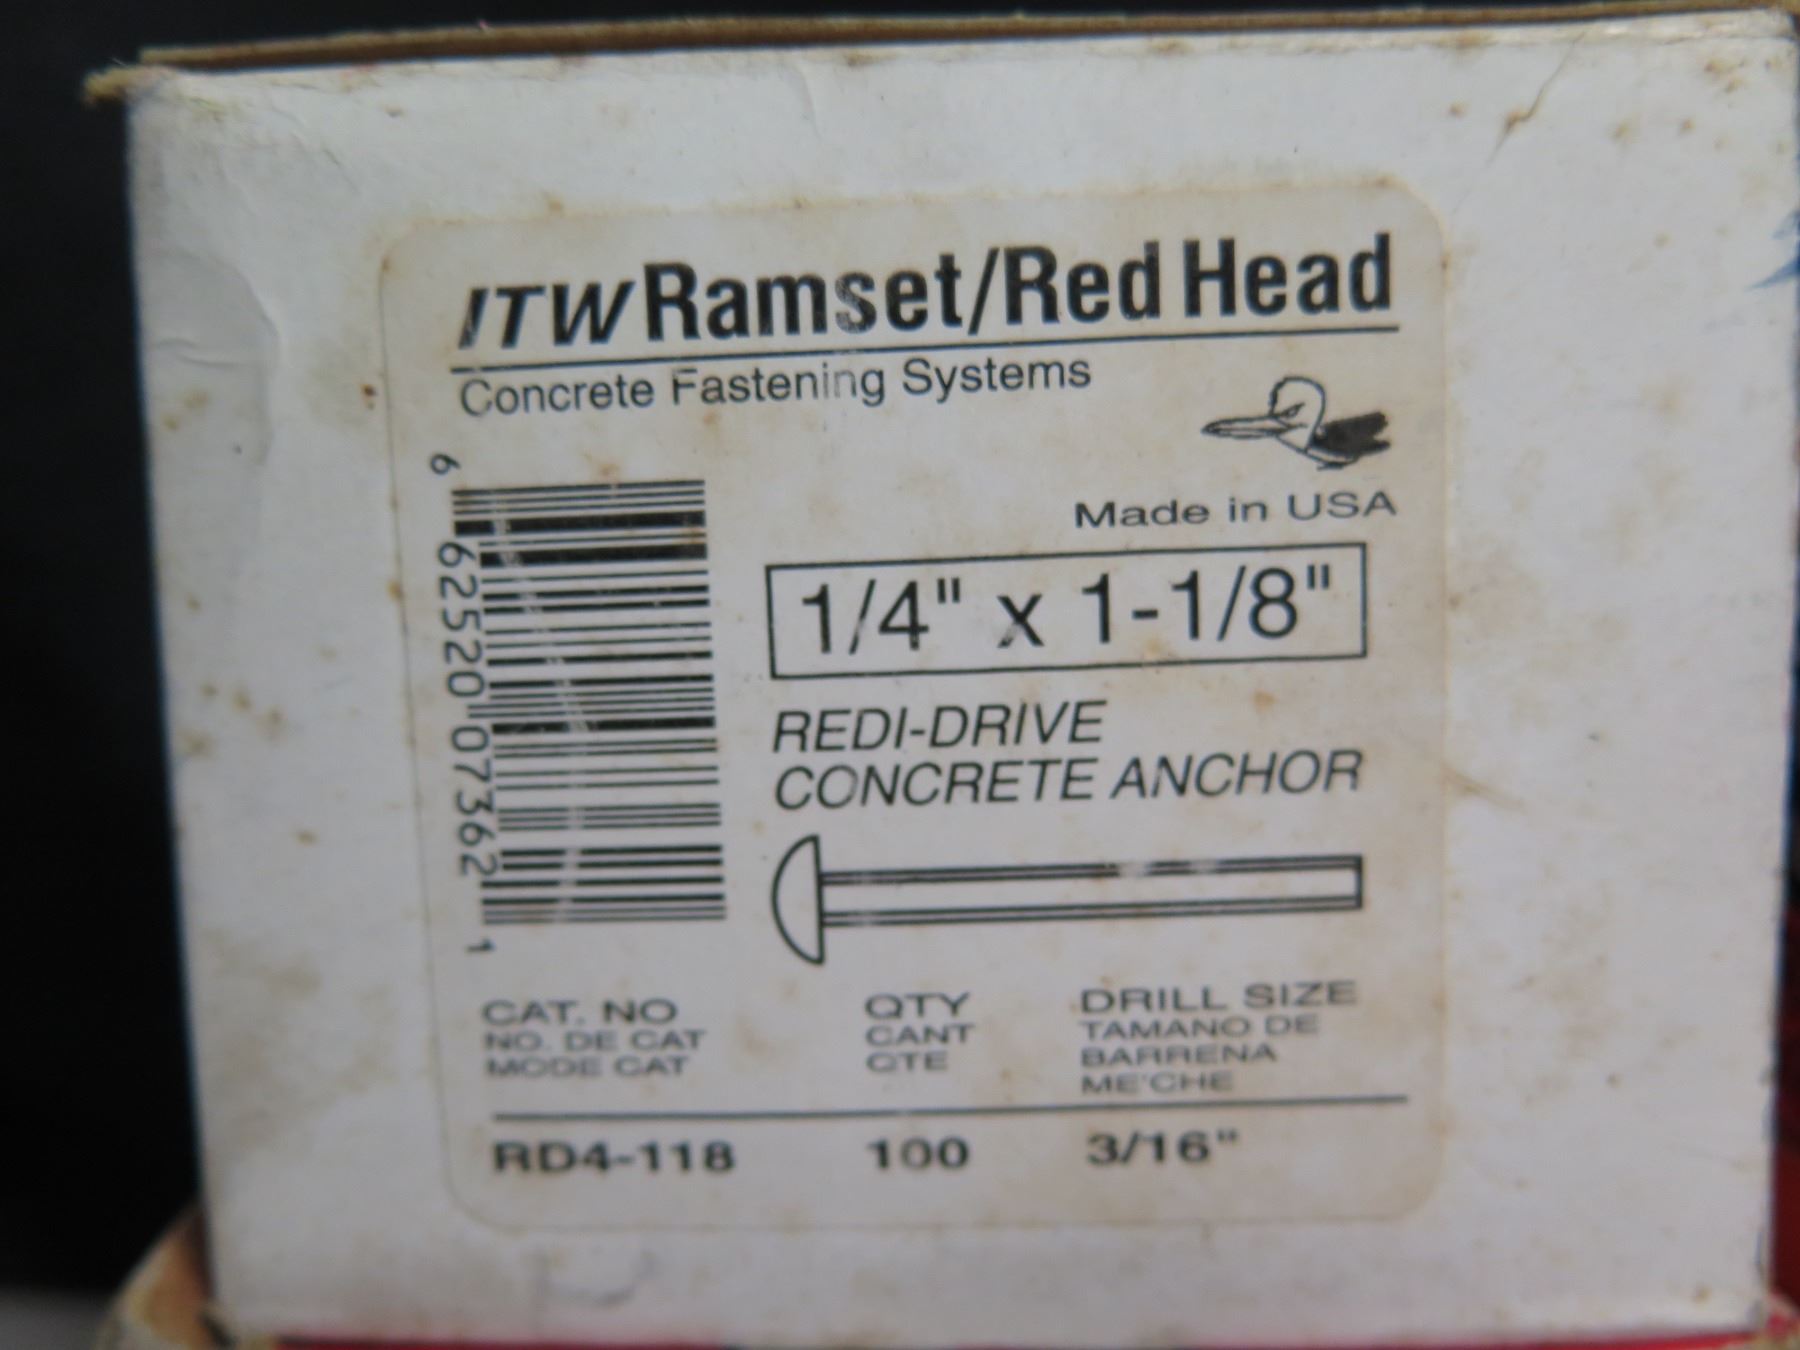 ITW Ramset/Red Head
Concrete Fastening Systems
Made in USA
6 62520 07362 1
1/4" x 1-1/8"
REDI-DRIVE
CONCRETE ANCHOR
CAT. NO
NO. DE CAT
MODE CAT
QTY
CANT
QTE
DRILL SIZE
TAMANO DE
BARRENA
ME'CHE
RD4-118 100 3/16"